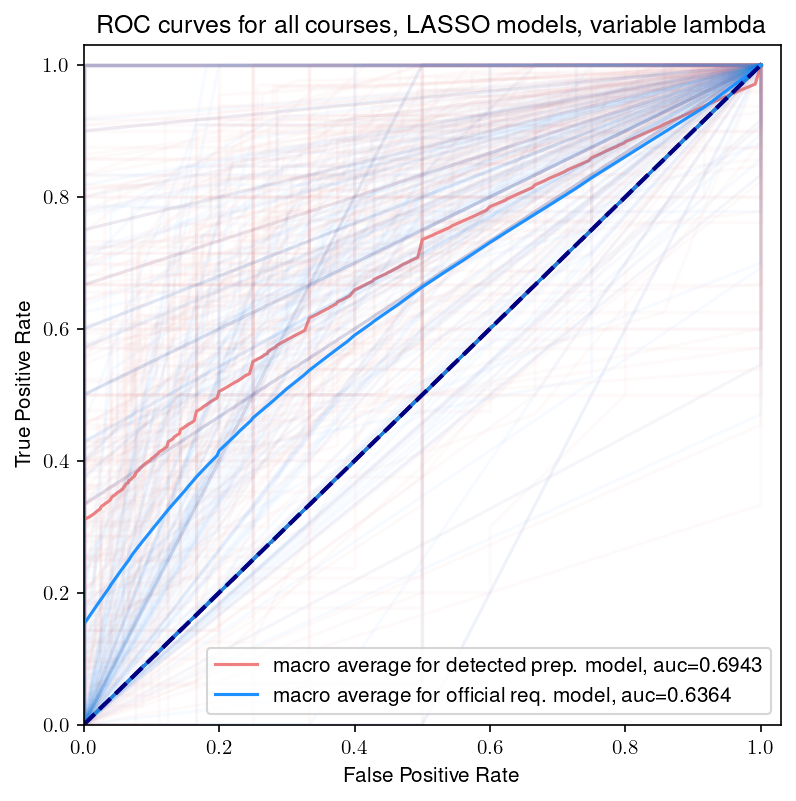 ROC curves for all courses, LASSO models, variable lambda
1.0
0.8
0.6
0.4
0.2
0.0
True Positive Rate
macro average for detected prep. model, auc=0.6943
macro average for official req. model, auc=0.6364
0.0 0.2 0.4 0.6 0.8 1.0
False Positive Rate